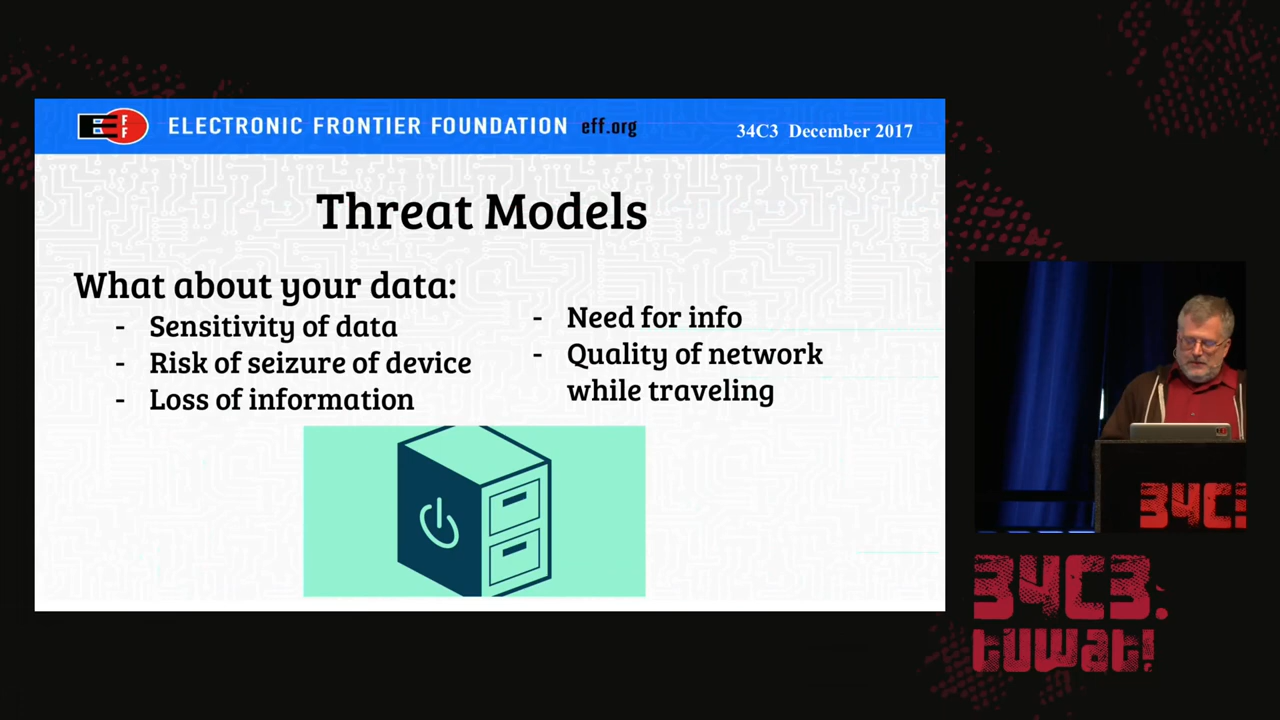 EFF
ELECTRONIC FRONTIER FOUNDATION eff.org
34C3 December 2017
Threat Models
What about your data:
- Sensitivity of data
- Risk of seizure of device
- Loss of information
- Need for info
- Quality of network
while traveling
34C3
34C3.
tuwat!